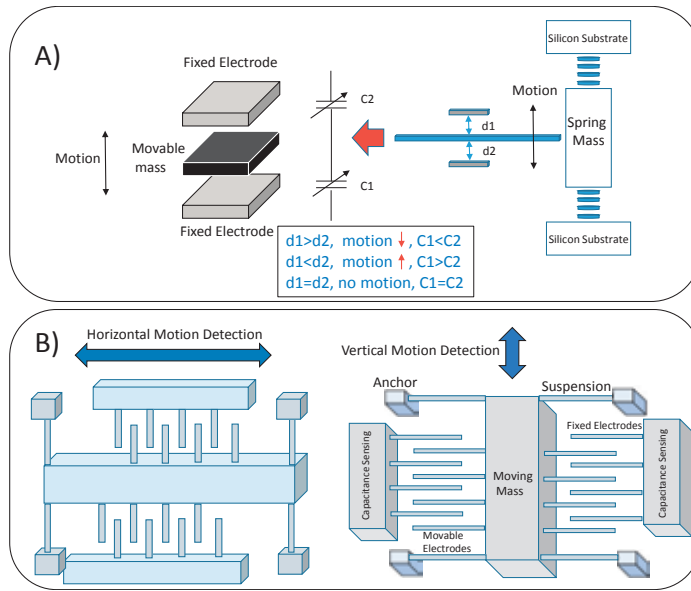 A)
Fixed Electrode
Movable
mass
Motion
Fixed Electrode
C2
C1
Motion
d1
d2
Silicon Substrate
Spring
Mass
Silicon Substrate
d1>d2, motion ↓, C1<C2
d1<d2, motion ↑, C1>C2
d1=d2, no motion, C1=C2
B)
Horizontal Motion Detection
Vertical Motion Detection
Anchor
Suspension
Fixed Electrodes
Capacitance Sensing
Moving
Mass
Capacitance Sensing
Movable
Electrodes